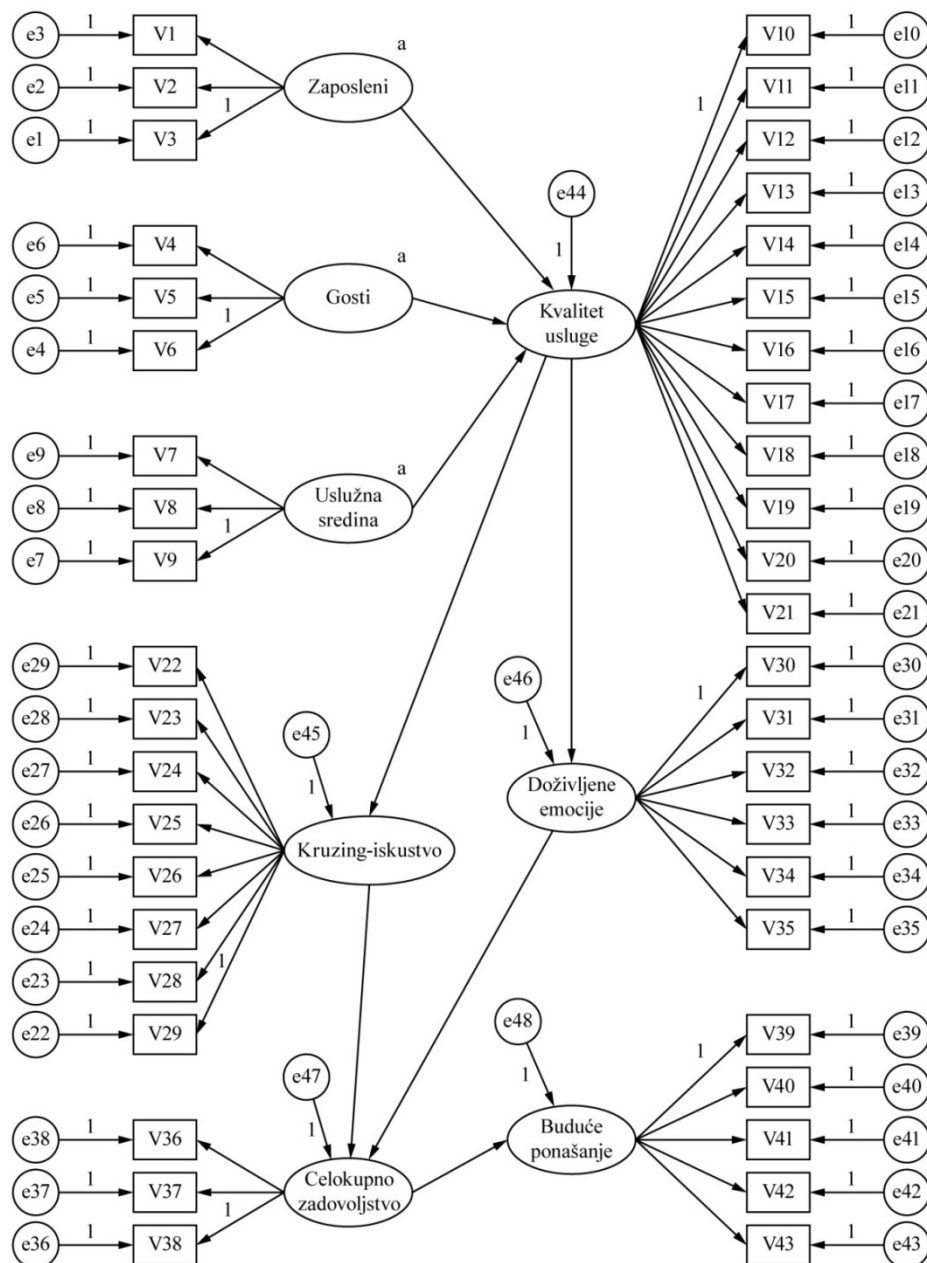 e3 1 V1
e2 1 V2
e1 1 V3
a
Zaposleni
1
e6 1 V4
e5 1 V5
e4 1 V6
a
Gosti
1
e9 1 V7
e8 1 V8
e7 1 V9
a
Uslužna
sredina
1
e44
1
Kvalitet
usluge
1
V10 1 e10
V11 1 e11
V12 1 e12
V13 1 e13
V14 1 e14
V15 1 e15
V16 1 e16
V17 1 e17
V18 1 e18
V19 1 e19
V20 1 e20
V21 1 e21
e29 1 V22
e28 1 V23
e27 1 V24
e26 1 V25
e25 1 V26
e24 1 V27
e23 1 V28
e22 1 V29
1
e45
1
Kruzing-iskustvo
e46
1
Doživljene
emocije
1
V30 1 e30
V31 1 e31
V32 1 e32
V33 1 e33
V34 1 e34
V35 1 e35
e38 1 V36
e37 1 V37
e36 1 V38
1
e47
1
Celokupno
zadovoljstvo
e48
1
Buduće
ponašanje
1
V39 1 e39
V40 1 e40
V41 1 e41
V42 1 e42
V43 1 e43